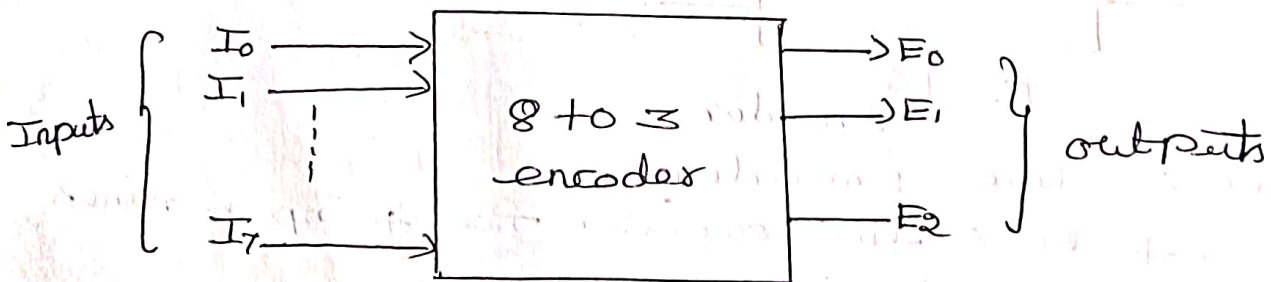 I₀ E₀
I₁ E₁
Inputs 8 to 3 outputs
encoder
I₇ E₂